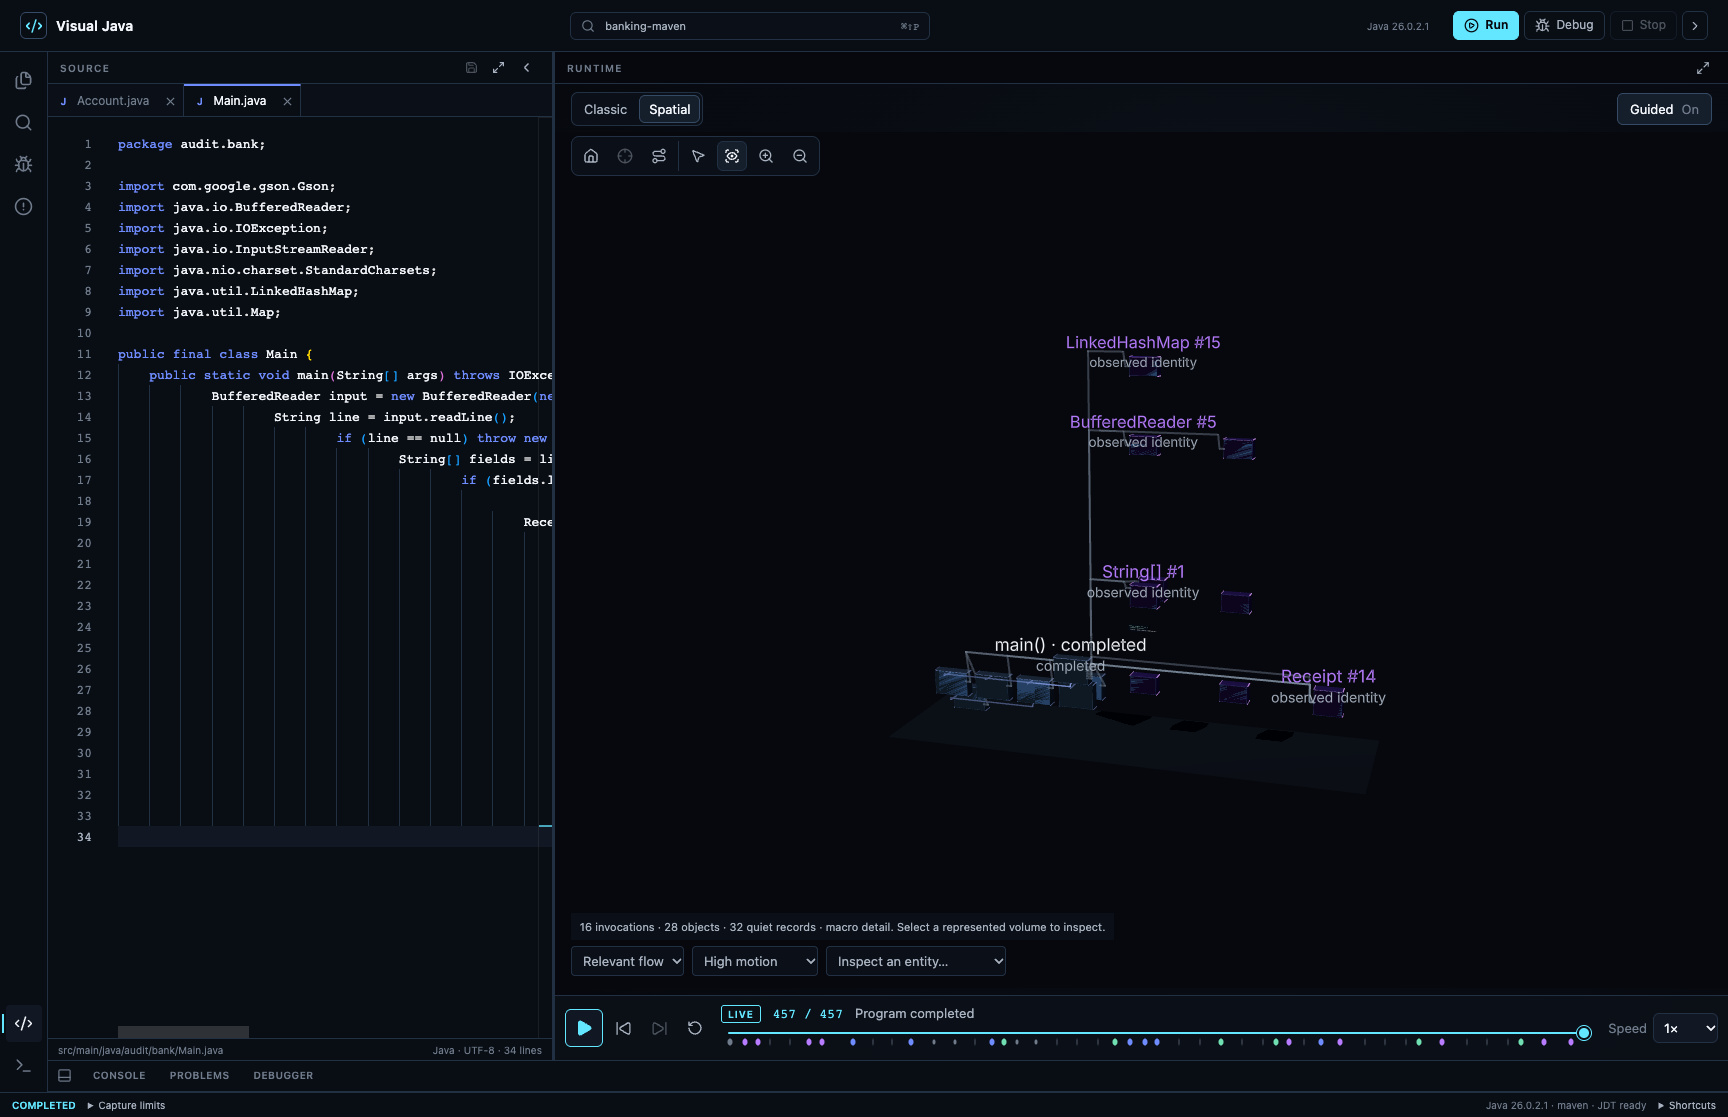 Visual Java
banking-maven
⌘⇧P
Java 26.0.2.1
Run
Debug
Stop
SOURCE
RUNTIME
J Account.java
J Main.java
Classic
Spatial
Guided On
1 package audit.bank;
2
3 import com.google.gson.Gson;
4 import java.io.BufferedReader;
5 import java.io.IOException;
6 import java.io.InputStreamReader;
7 import java.nio.charset.StandardCharsets;
8 import java.util.LinkedHashMap;
9 import java.util.Map;
10
11 public final class Main {
12 public static void main(String[] args) throws IOExce
13 BufferedReader input = new BufferedReader(ne
14 String line = input.readLine();
15 if (line == null) throw new
16 String[] fields = li
17 if (fields.l
18
19 Rece
20
21
22
23
24
25
26
27
28
29
30
31
32
33
34
LinkedHashMap #15
observed identity
BufferedReader #5
observed identity
String[] #1
observed identity
main() · completed
completed
Receipt #14
observed identity
16 invocations · 28 objects · 32 quiet records · macro detail. Select a represented volume to inspect.
Relevant flow
High motion
Inspect an entity...
LIVE 457 / 457 Program completed
Speed 1×
src/main/java/audit/bank/Main.java
Java · UTF-8 · 34 lines
CONSOLE PROBLEMS DEBUGGER
COMPLETED
Capture limits
Java 26.0.2.1 · maven · JDT ready
Shortcuts